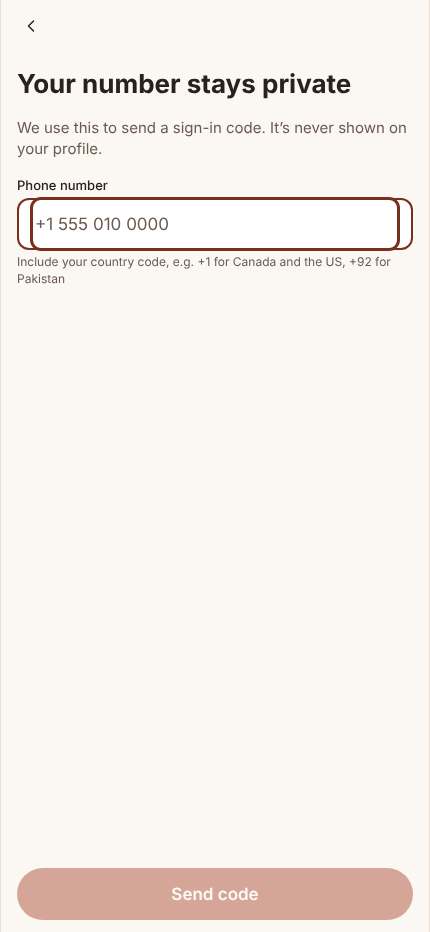 Your number stays private
We use this to send a sign-in code. It’s never shown on
your profile.
Phone number
+1 555 010 0000
Include your country code, e.g. +1 for Canada and the US, +92 for
Pakistan
Send code